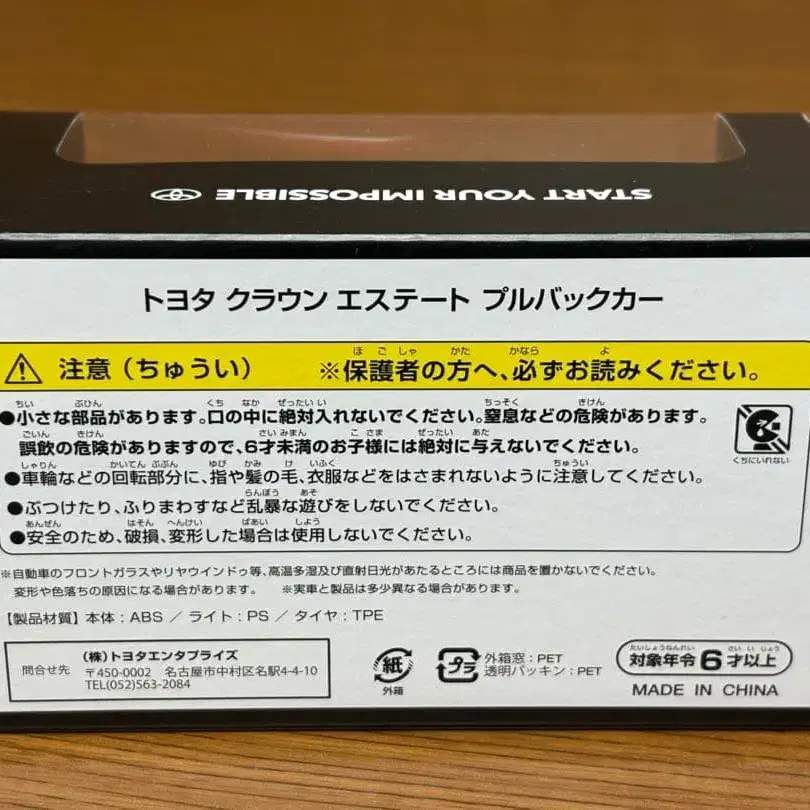 START YOUR IMPOSSIBLE
トヨタ クラウン エステート プルバックカー
注意（ちゅうい） ※保護者の方へ、必ずお読みください。
●小さな部品があります。口の中に絶対入れないでください。窒息などの危険があります。
誤飲の危険がありますので、6才未満のお子様には絶対に与えないでください。
●車輪などの回転部分に、指や髪の毛、衣服などをはさまれないように注意してください。
●ぶつけたり、ふりまわすなど乱暴な遊びをしないでください。
●安全のため、破損、変形した場合は使用しないでください。
くちにいれない
※自動車のフロントガラスやリヤウインドゥ等、高温多湿及び直射日光があたるところには商品を置かないでください。
変形や色落ちの原因になる場合があります。 ※実車と製品は多少異なる場合があります。
【製品材質】本体：ABS ／ ライト：PS ／ タイヤ：TPE
問合せ先
（株）トヨタエンタプライズ
〒450-0002 名古屋市中村区名駅4-4-10
TEL(052)563-2084
紙
外箱
プラ
外箱窓：PET
透明パッキン：PET
対象年令6才以上
MADE IN CHINA